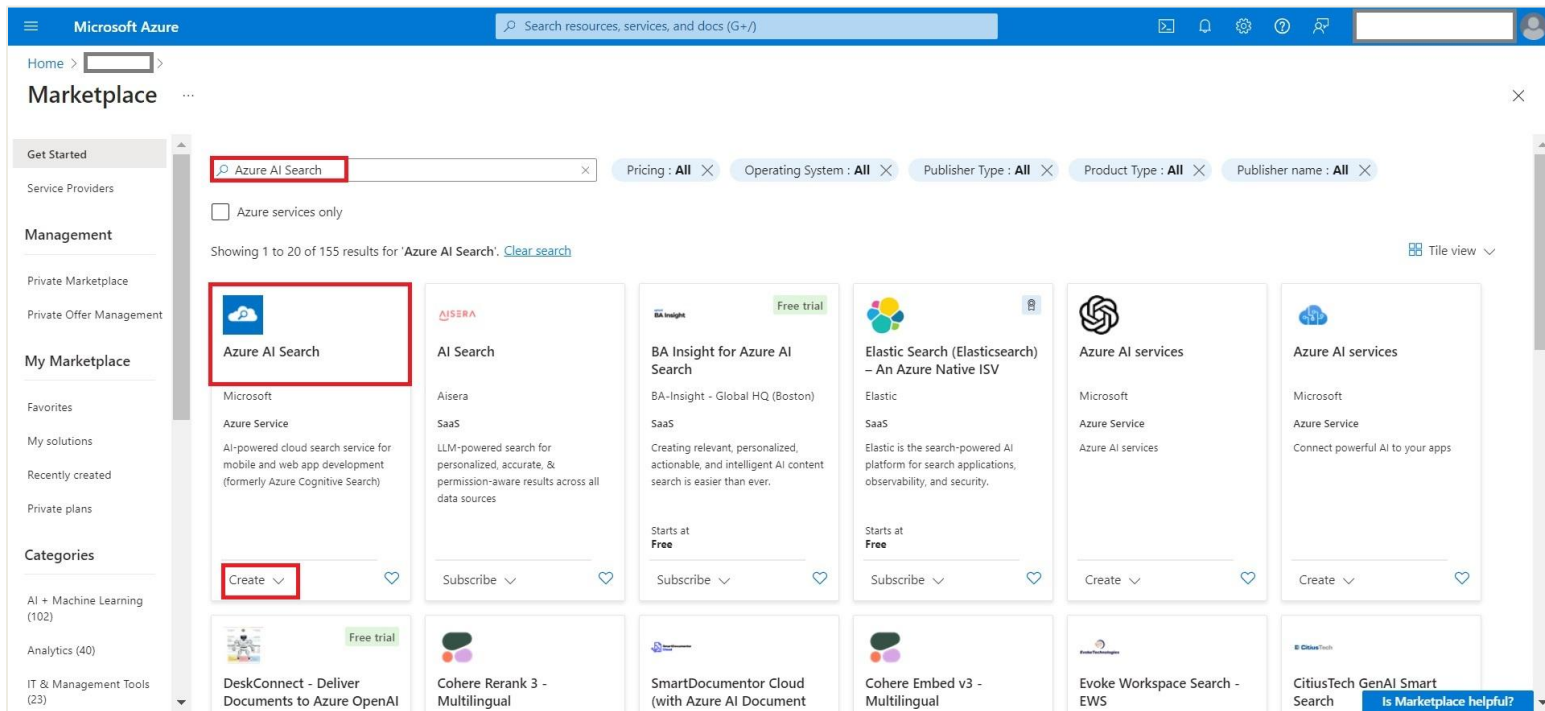 Microsoft Azure
Search resources, services, and docs (G+/)
Home >
>
Marketplace
...
Get Started
Service Providers
Management
Private Marketplace
Private Offer Management
My Marketplace
Favorites
My solutions
Recently created
Private plans
Categories
AI + Machine Learning
(102)
Analytics (40)
IT & Management Tools
(23)
Azure AI Search
Pricing : All
Operating System : All
Publisher Type : All
Product Type : All
Publisher name : All
Azure services only
Showing 1 to 20 of 155 results for 'Azure AI Search'. Clear search
Tile view
Azure AI Search
Microsoft
Azure Service
AI-powered cloud search service for
mobile and web app development
(formerly Azure Cognitive Search)
Create
AISERA
AI Search
Aisera
SaaS
LLM-powered search for
personalized, accurate, &
permission-aware results across all
data sources
Subscribe
BA Insight
Free trial
BA Insight for Azure AI
Search
BA-Insight - Global HQ (Boston)
SaaS
Creating relevant, personalized,
actionable, and intelligent AI content
search is easier than ever.
Starts at
Free
Subscribe
Elastic Search (Elasticsearch)
– An Azure Native ISV
Elastic
SaaS
Elastic is the search-powered AI
platform for search applications,
observability, and security.
Starts at
Free
Subscribe
Azure AI services
Microsoft
Azure Service
Azure AI services
Create
Azure AI services
Microsoft
Azure Service
Connect powerful AI to your apps
Create
Free trial
DeskConnect - Deliver
Documents to Azure OpenAI
Cohere Rerank 3 -
Multilingual
SmartDocumentor Cloud
(with Azure AI Document
Cohere Embed v3 -
Multilingual
EvokeTechnologies
Evoke Workspace Search -
EWS
CitiusTech
CitiusTech GenAI Smart
Search
Is Marketplace helpful?